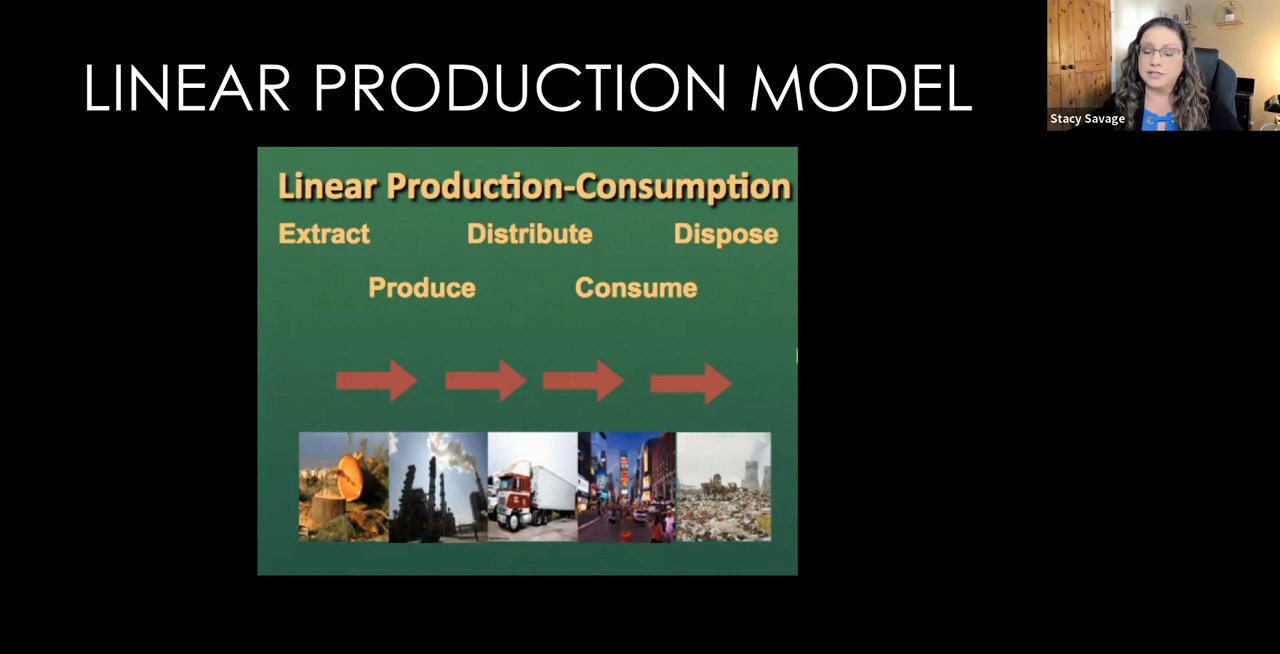 LINEAR PRODUCTION MODEL
Stacy Savage
Linear Production-Consumption
Extract Distribute Dispose
Produce Consume